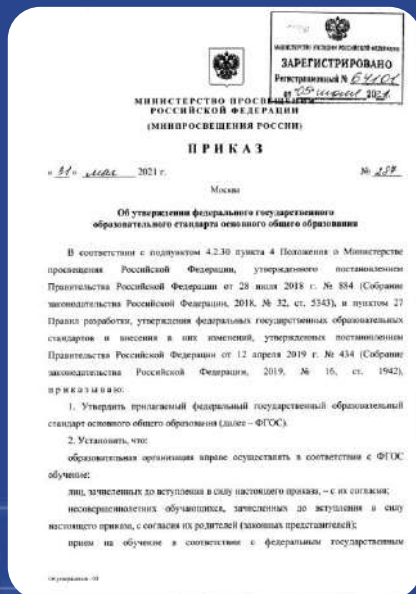 МИНИСТЕРСТВО ЮСТИЦИИ РОССИЙСКОЙ ФЕДЕРАЦИИ
ЗАРЕГИСТРИРОВАНО
Регистрационный № 64101
от "05" июля 2021
МИНИСТЕРСТВО ПРОСВЕЩЕНИЯ
РОССИЙСКОЙ ФЕДЕРАЦИИ
(МИНПРОСВЕЩЕНИЯ РОССИИ)
ПРИКАЗ
« 31 » мая 2021 г.
№ 287
Москва
Об утверждении федерального государственного
образовательного стандарта основного общего образования
В соответствии с подпунктом 4.2.30 пункта 4 Положения о Министерстве
просвещения Российской Федерации, утвержденного постановлением
Правительства Российской Федерации от 28 июля 2018 г. № 884 (Собрание
законодательства Российской Федерации, 2018, № 32, ст. 5343), и пунктом 27
Правил разработки, утверждения федеральных государственных образовательных
стандартов и внесения в них изменений, утвержденных постановлением
Правительства Российской Федерации от 12 апреля 2019 г. № 434 (Собрание
законодательства Российской Федерации, 2019, № 16, ст. 1942),
приказываю:
1. Утвердить прилагаемый федеральный государственный образовательный
стандарт основного общего образования (далее – ФГОС).
2. Установить, что:
образовательная организация вправе осуществлять в соответствии с ФГОС
обучение:
лиц, зачисленных до вступления в силу настоящего приказа, – с их согласия;
несовершеннолетних обучающихся, зачисленных до вступления в силу
настоящего приказа, с согласия их родителей (законных представителей);
прием на обучение в соответствии с федеральным государственным